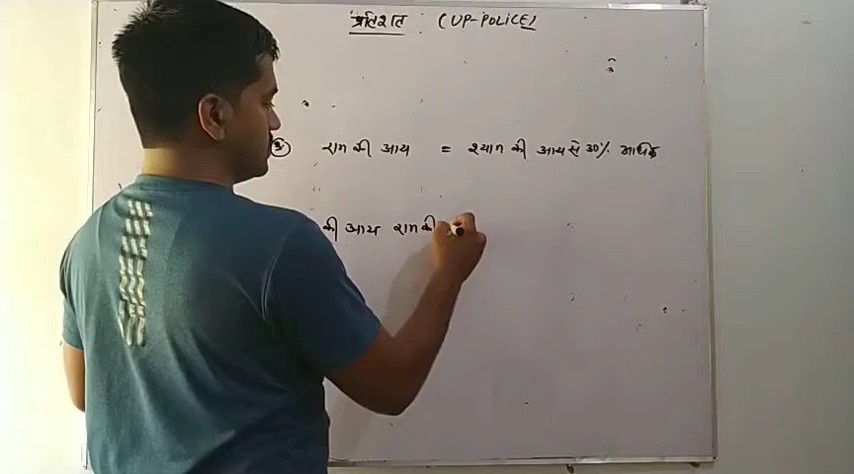 प्रतिशत (UP-POLICE)
राम की आय = श्याम की आय से 30% अधिक
की आय राम की